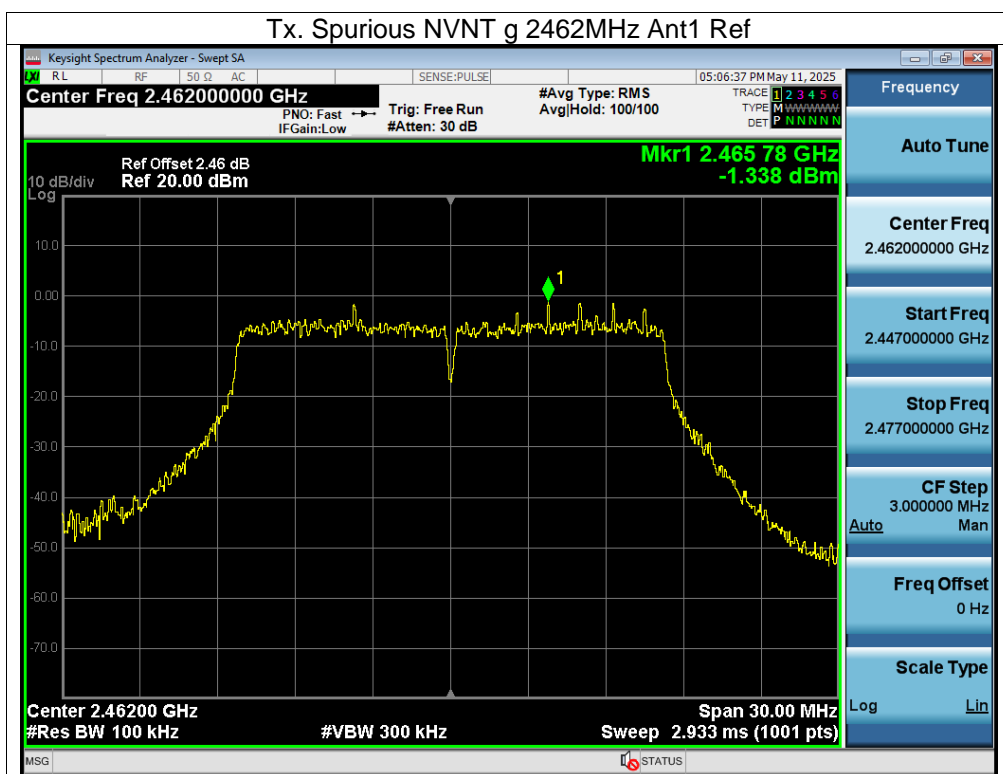 Tx. Spurious NVNT g 2462MHz Ant1 Ref
Keysight Spectrum Analyzer - Swept SA
LXI RL RF 50 Ω AC SENSE:PULSE 05:06:37 PM May 11, 2025
Center Freq 2.462000000 GHz
PNO: Fast
IFGain:Low
Trig: Free Run
#Atten: 30 dB
#Avg Type: RMS
Avg|Hold: 100/100
TRACE 1 2 3 4 5 6
TYPE M WWWWW
DET P N N N N N
Mkr1 2.465 78 GHz
-1.338 dBm
Ref Offset 2.46 dB
10 dB/div Ref 20.00 dBm
Log
10.0
0.00
-10.0
-20.0
-30.0
-40.0
-50.0
-60.0
-70.0
1
Center 2.46200 GHz Span 30.00 MHz
#Res BW 100 kHz #VBW 300 kHz Sweep 2.933 ms (1001 pts)
MSG STATUS
Frequency
Auto Tune
Center Freq
2.462000000 GHz
Start Freq
2.447000000 GHz
Stop Freq
2.477000000 GHz
CF Step
3.000000 MHz
Auto Man
Freq Offset
0 Hz
Scale Type
Log Lin